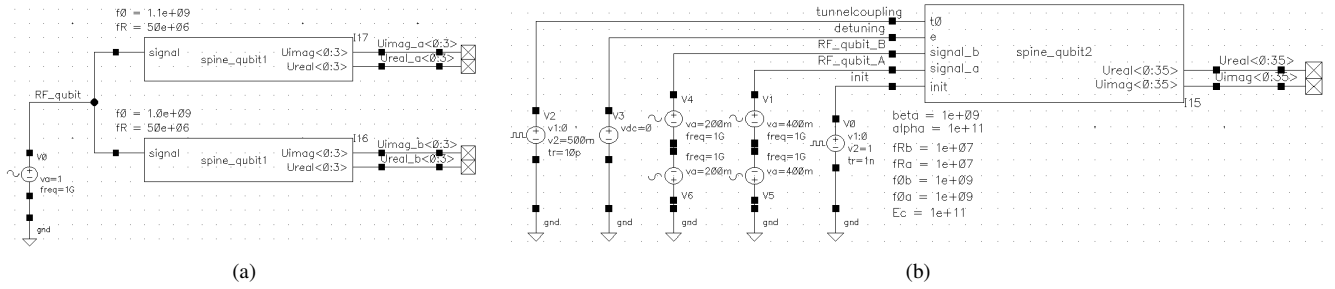 f0 = 1.1e+09
fR = 50e+06
I17
signal
spine_qubit1
Uimag<0:3>
Ureal<0:3>
Uimag_a<0:3>
Ureal_a<0:3>
RF_qubit
f0 = 1.0e+09
fR = 50e+06
I16
signal
spine_qubit1
Uimag<0:3>
Ureal<0:3>
Uimag_b<0:3>
Ureal_b<0:3>
V0
va=1
freq=1G
gnd
(a)
tunnelcoupling
detuning
RF_qubit_B
RF_qubit_A
init
t0
e
signal_b
signal_a
init
spine_qubit2
Ureal<0:35>
Uimag<0:35>
Ureal<0:35>
Uimag<0:35>
I15
V2
v1:0
v2=500m
tr=10p
gnd
V3
vdc=0
gnd
V4
va=200m
freq=1G
freq=1G
va=200m
V6
gnd
V1
va=400m
freq=1G
freq=1G
va=400m
V5
gnd
V0
v1:0
v2=1
tr=1n
gnd
beta = 1e+09
alpha = 1e+11
fRb = 1e+07
fRa = 1e+07
f0b = 1e+09
f0a = 1e+09
Ec = 1e+11
(b)